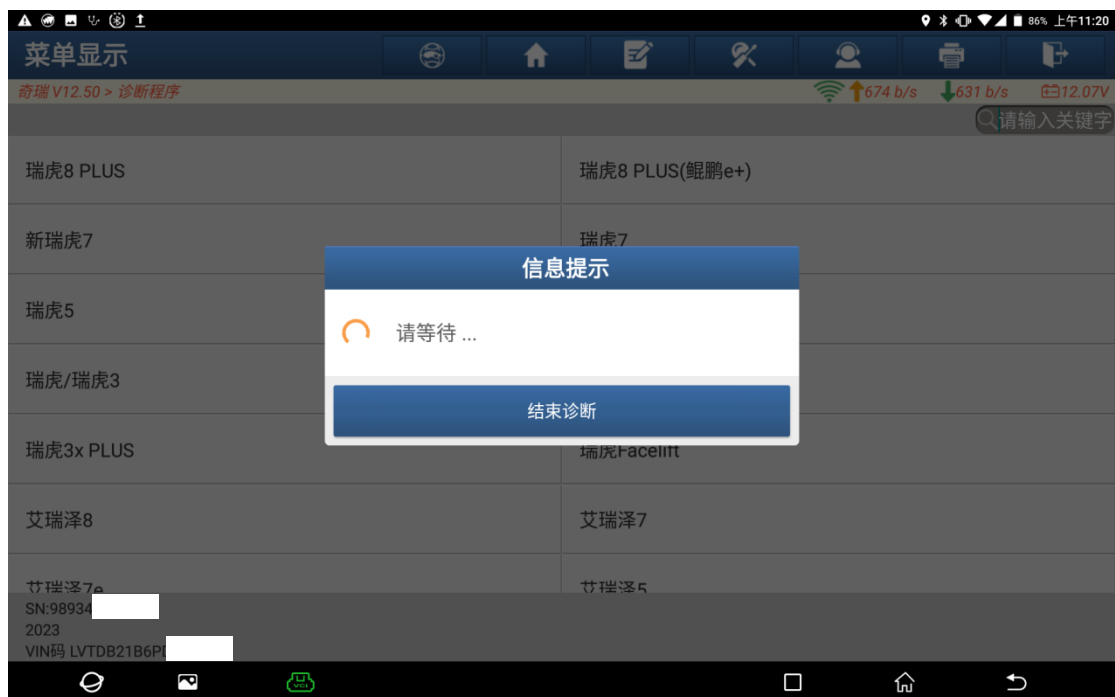 86% 上午11:20
菜单显示
奇瑞 V12.50 > 诊断程序 674 b/s 631 b/s 12.07V
请输入关键字
瑞虎8 PLUS 瑞虎8 PLUS(鲲鹏e+)
新瑞虎7 瑞虎7
信息提示
瑞虎5
请等待 ...
瑞虎/瑞虎3
结束诊断
瑞虎3x PLUS 瑞虎Facelift
艾瑞泽8 艾瑞泽7
艾瑞泽7e 艾瑞泽5
SN:98934
2023
VIN码 LVTDB21B6P
VCI